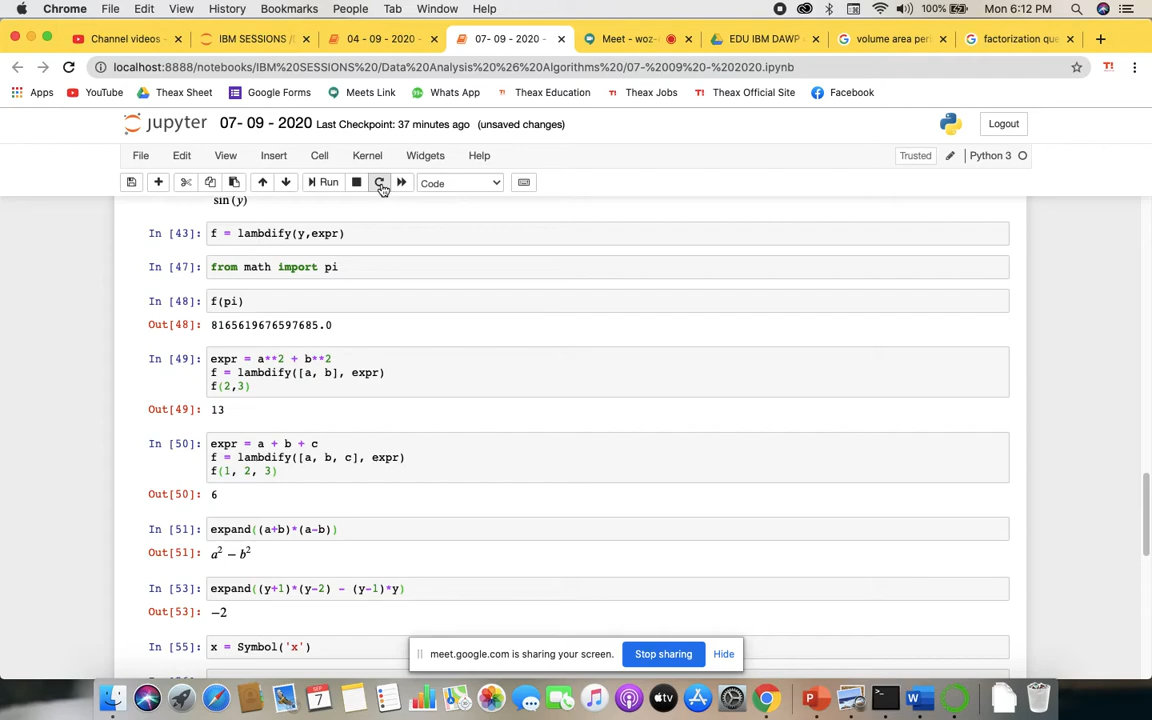 Chrome File Edit View History Bookmarks People Tab Window Help 100% Mon 6:12 PM
Channel videos - IBM SESSIONS / 04 - 09 - 2020 - 07- 09 - 2020 - Meet - woz- EDU IBM DAWP - volume area peri factorization que
localhost:8888/notebooks/IBM%20SESSIONS%20/Data%20Analysis%20%26%20Algorithms%20/07-%2009%20-%202020.ipynb
Apps YouTube Theax Sheet Google Forms Meets Link Whats App Theax Education Theax Jobs Theax Official Site Facebook
jupyter 07- 09 - 2020 Last Checkpoint: 37 minutes ago (unsaved changes) Logout
File Edit View Insert Cell Kernel Widgets Help Trusted Python 3
Run Code
sin(y)
In [43]: f = lambdify(y,expr)
In [47]: from math import pi
In [48]: f(pi)
Out[48]: 8165619676597685.0
In [49]: expr = a**2 + b**2
f = lambdify([a, b], expr)
f(2,3)
Out[49]: 13
In [50]: expr = a + b + c
f = lambdify([a, b, c], expr)
f(1, 2, 3)
Out[50]: 6
In [51]: expand((a+b)*(a-b))
Out[51]: a² − b²
In [53]: expand((y+1)*(y-2) - (y-1)*y)
Out[53]: −2
In [55]: x = Symbol('x')
meet.google.com is sharing your screen. Stop sharing Hide